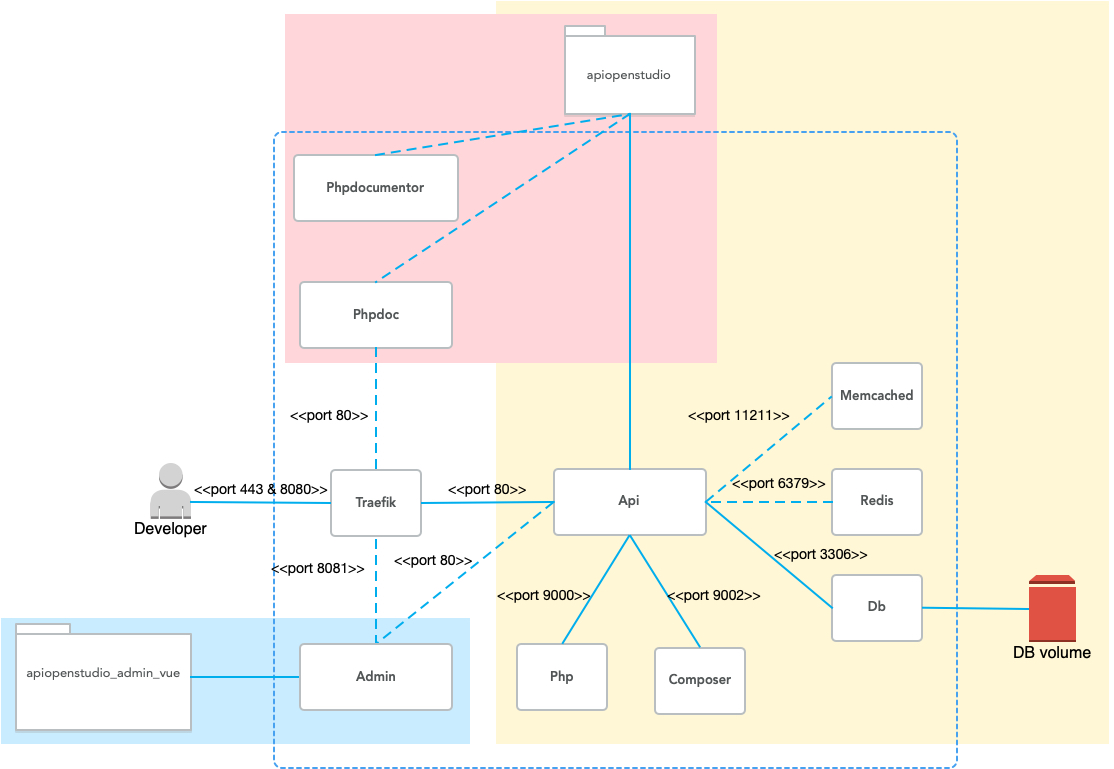 apiopenstudio
Phpdocumentor
Phpdoc
Memcached
<<port 80>>
<<port 11211>>
<<port 443 & 8080>>
<<port 80>>
<<port 6379>>
Traefik
Api
Redis
Developer
<<port 8081>>
<<port 80>>
<<port 3306>>
<<port 9000>>
<<port 9002>>
Db
DB volume
apiopenstudio_admin_vue
Admin
Php
Composer